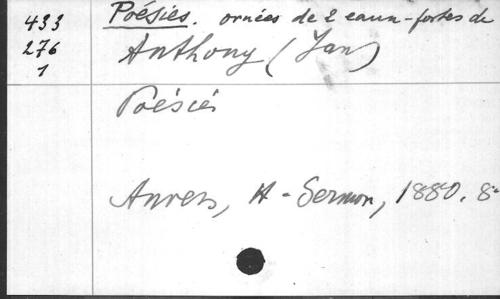 433
276
1
Poésies. ornées de 2 eaux-fortes de
Anthony (Jan)
Poésies
Anvers, H. Sermon, 1880. 8°